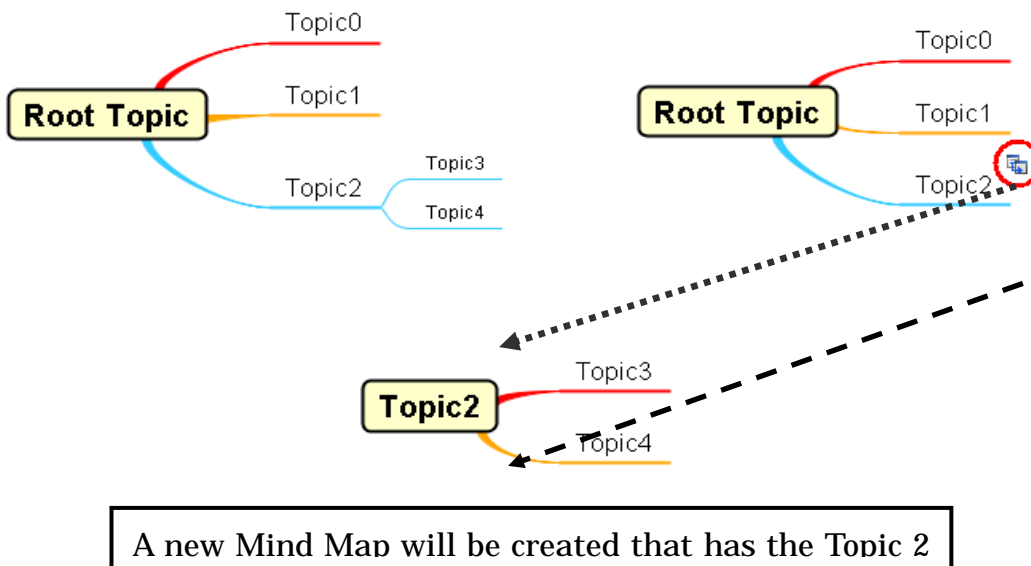 Topic0
Root Topic
Topic1
Topic2
Topic3
Topic4
Topic0
Root Topic
Topic1
Topic2
Topic2
Topic3
Topic4
A new Mind Map will be created that has the Topic 2